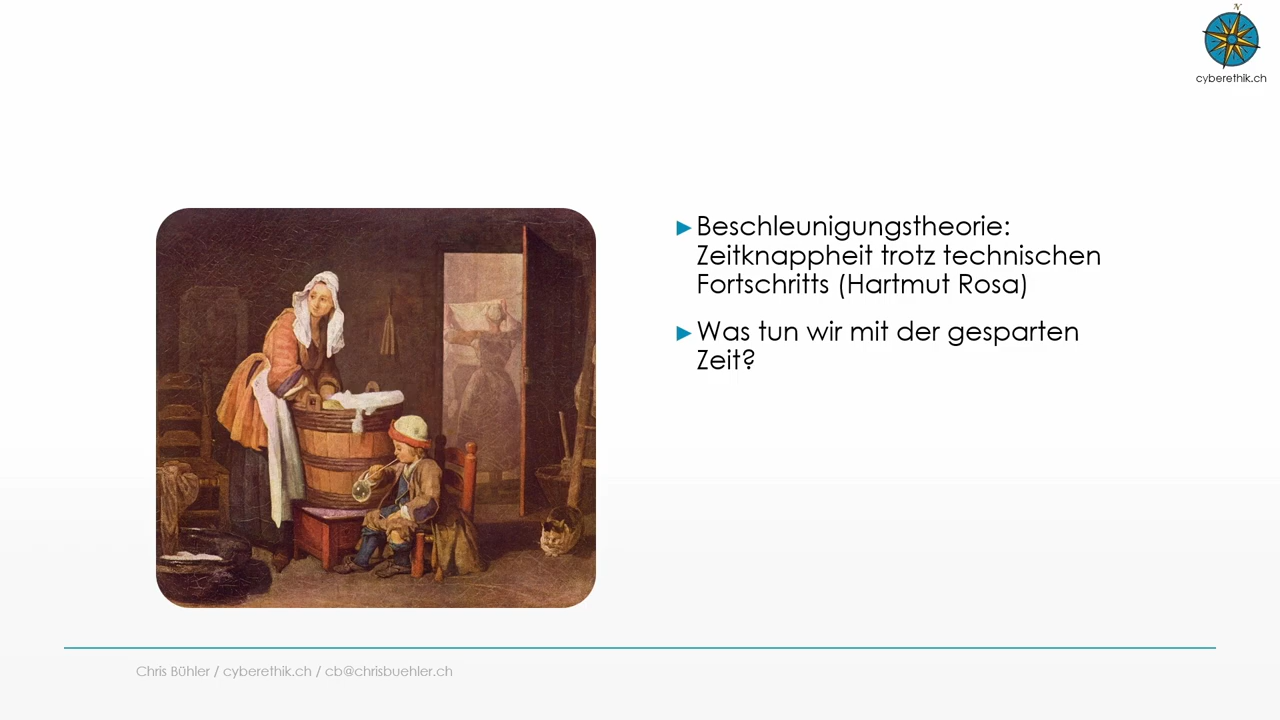 N
cyberethik.ch
►Beschleunigungstheorie:
Zeitknappheit trotz technischen
Fortschritts (Hartmut Rosa)
►Was tun wir mit der gesparten
Zeit?
Chris Bühler / cyberethik.ch / cb@chrisbuehler.ch